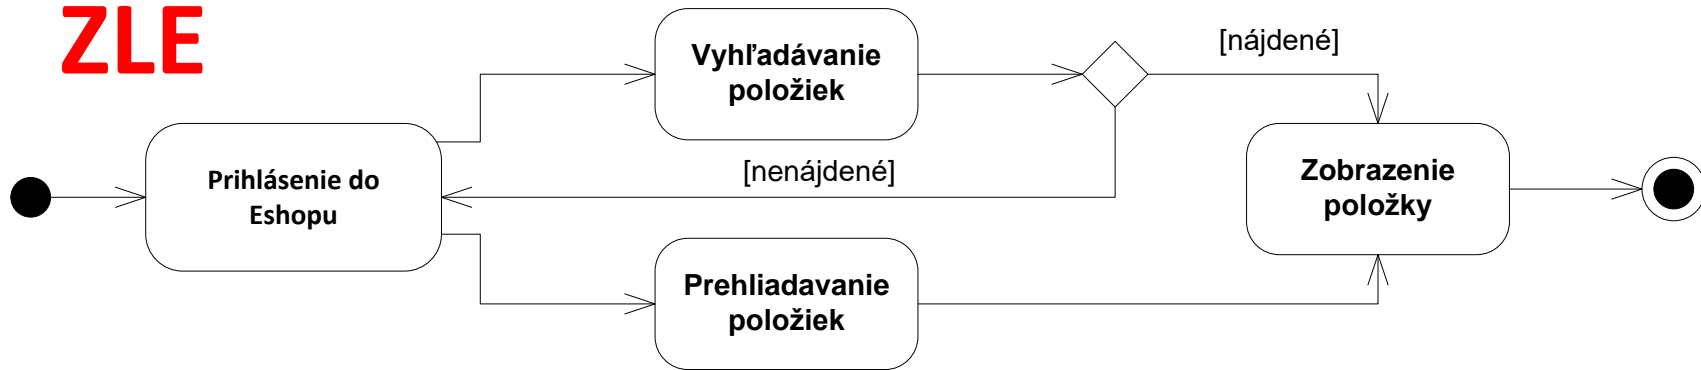 ZLE
Vyhľadávanie
položiek
[nájdené]
Prihlásenie do
Eshopu
[nenájdené]
Zobrazenie
položky
Prehliadavanie
položiek